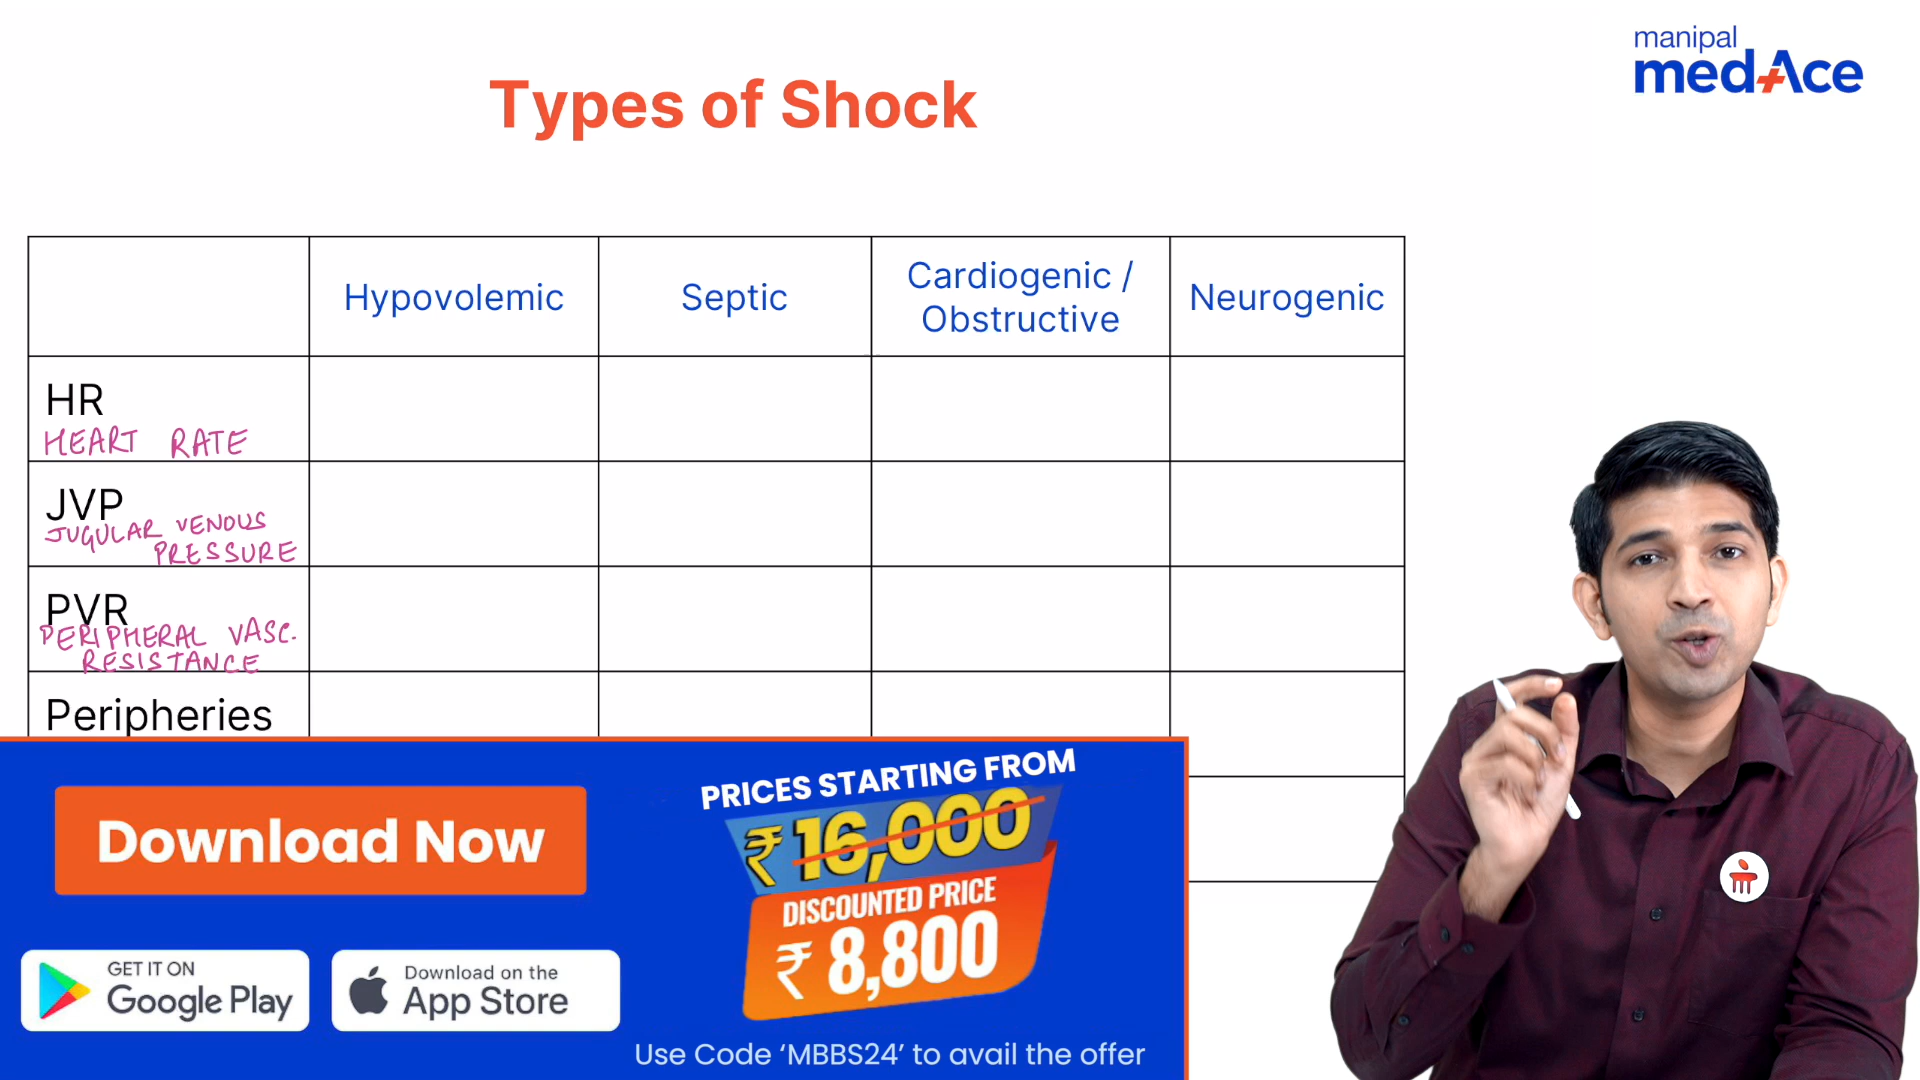 manipal
medAce
Types of Shock
Hypovolemic
Septic
Cardiogenic /
Obstructive
Neurogenic
HR
HEART RATE
JVP
JUGULAR VENOUS
PRESSURE
PVR
PERIPHERAL VASC.
RESISTANCE
Peripheries
Download Now
GET IT ON
Google Play
Download on the
App Store
PRICES STARTING FROM
₹16,000
DISCOUNTED PRICE
₹8,800
Use Code ‘MBBS24’ to avail the offer